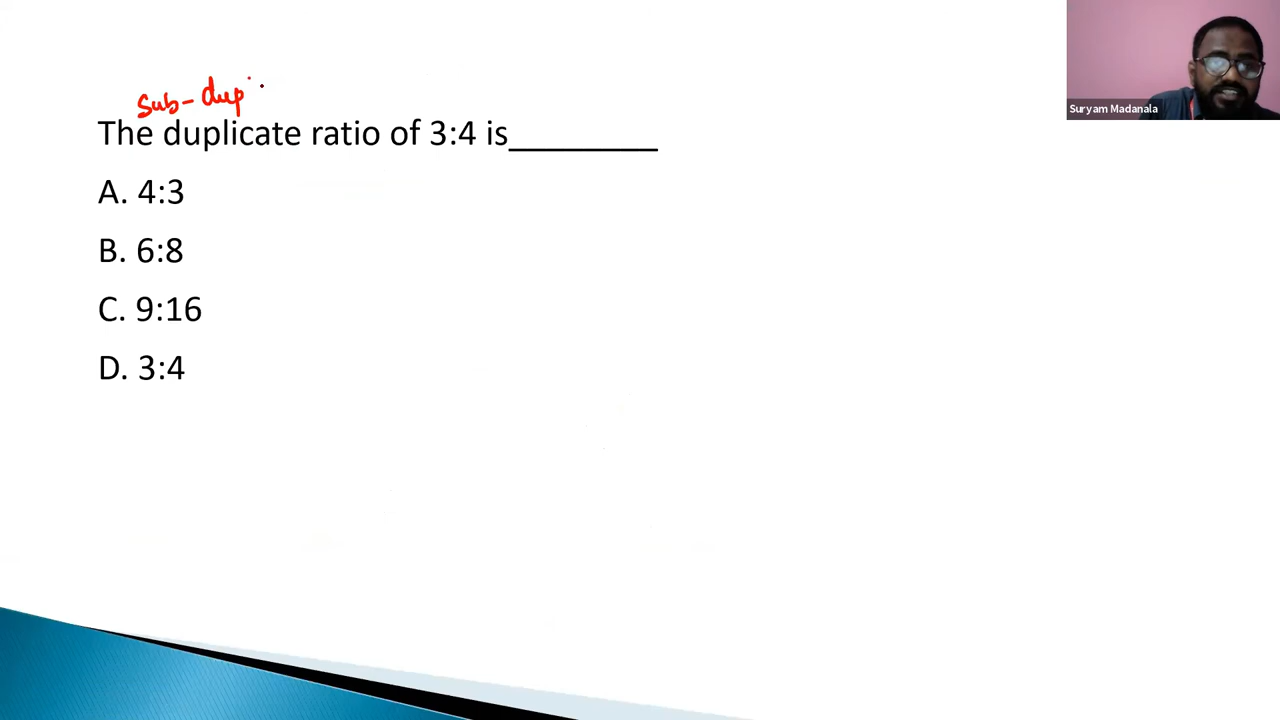 sub-dup
The duplicate ratio of 3:4 is_________
A. 4:3
B. 6:8
C. 9:16
D. 3:4
Suryam Madanala